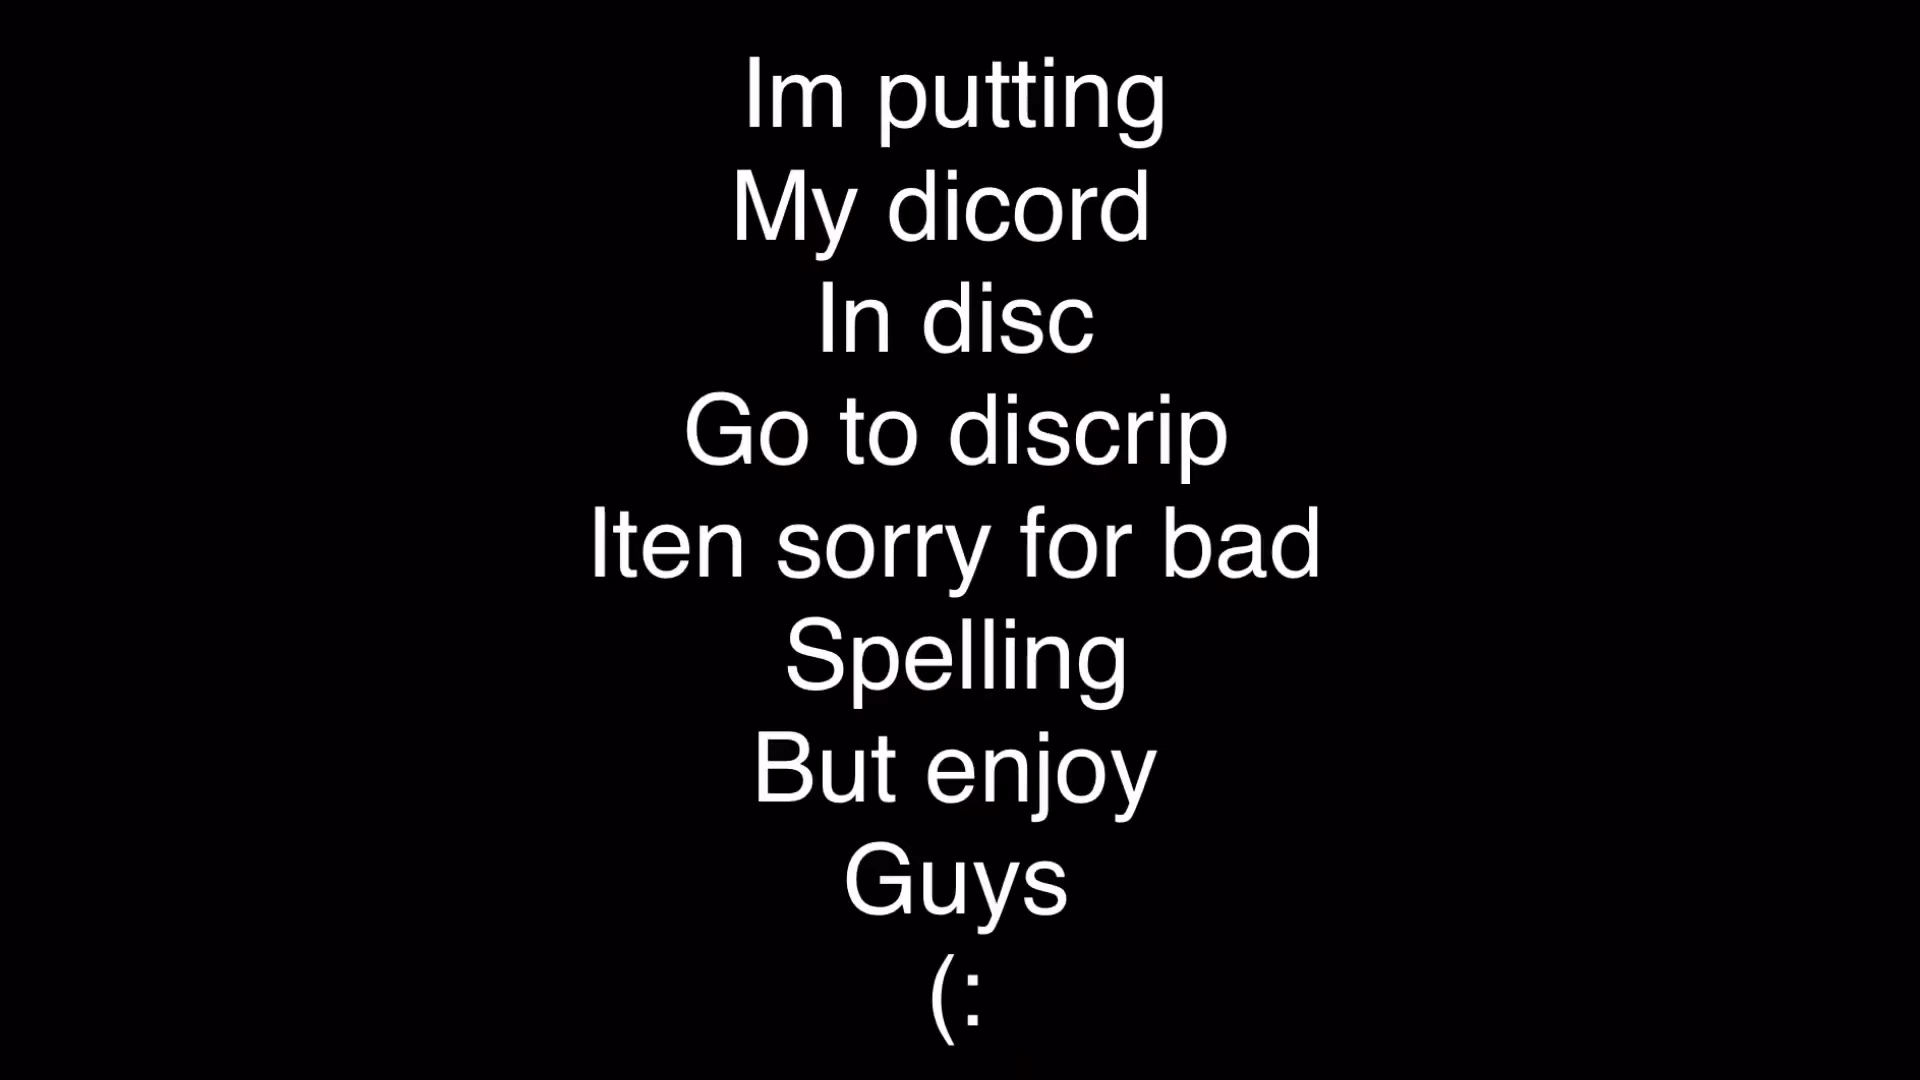 Im putting
My dicord
In disc
Go to discrip
Iten sorry for bad
Spelling
But enjoy
Guys
(: